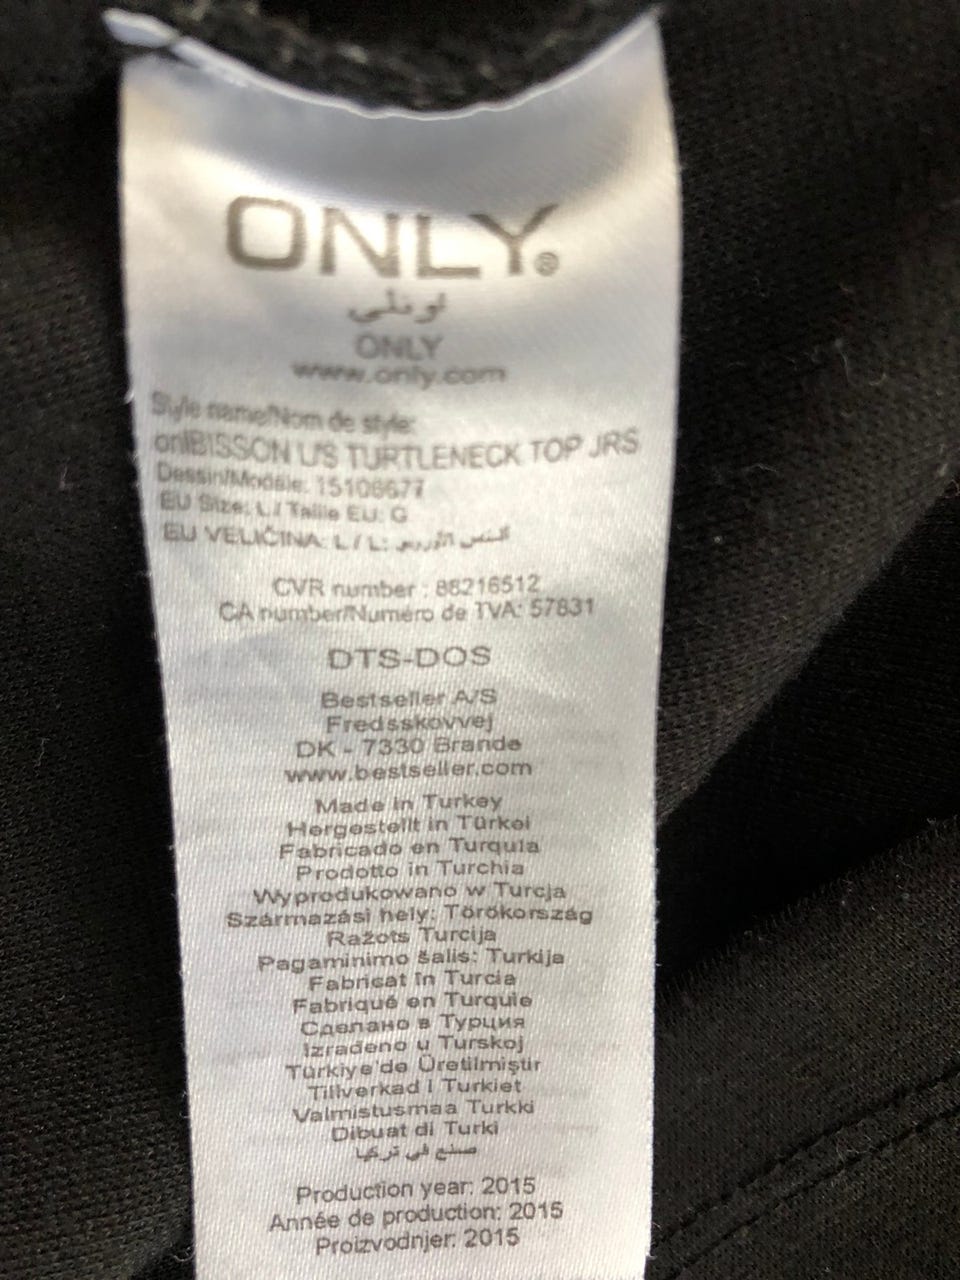 ONLY®
اونلي
ONLY
www.only.com
Style name/Nom de style:
onlBISSON L/S TURTLENECK TOP JRS
Dessin/Modèle: 15106677
EU Size: L / Taille EU: G
EU VELIČINA: L / L:
CVR number : 88216512
CA number/Numéro de TVA: 57831
DTS-DOS
Bestseller A/S
Fredsskovvej
DK - 7330 Brande
www.bestseller.com
Made in Turkey
Hergestellt in Türkei
Fabricado en Turquía
Prodotto in Turchia
Wyprodukowano w Turcja
Származási hely: Törökország
Ražots Turcija
Pagaminimo šalis: Turkija
Fabricat în Turcia
Fabriqué en Turquie
Сделано в Турция
Izrađeno u Turskoj
Türkiye'de Üretilmiştir
Tillverkad i Turkiet
Valmistusmaa Turkki
Dibuat di Turki
صنع في تركيا
Production year: 2015
Année de production: 2015
Proizvodnjer: 2015